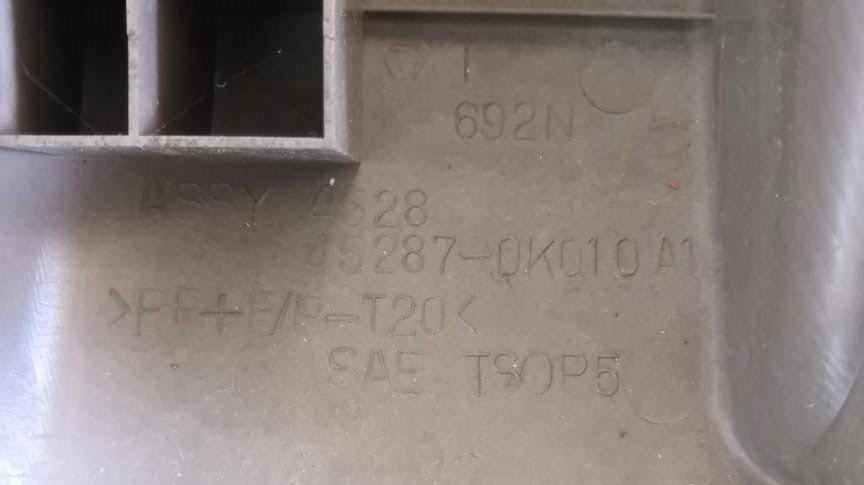 T
692N
ASSY 4528
45287-0K010 A1
>PP+E/P-T20<
SAE TSOP5